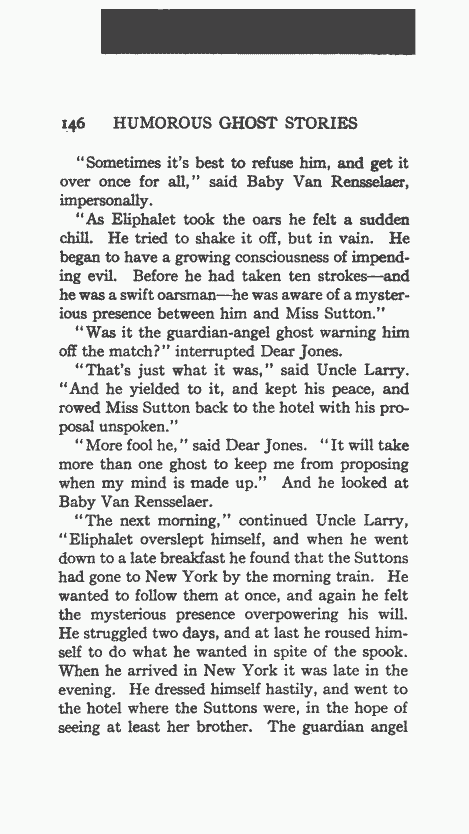 146 HUMOROUS GHOST STORIES
"Sometimes it's best to refuse him, and get it
over once for all," said Baby Van Rensselaer,
impersonally.
"As Eliphalet took the oars he felt a sudden
chill. He tried to shake it off, but in vain. He
began to have a growing consciousness of impend-
ing evil. Before he had taken ten strokes—and
he was a swift oarsman—he was aware of a myster-
ious presence between him and Miss Sutton."
"Was it the guardian-angel ghost warning him
off the match?" interrupted Dear Jones.
"That's just what it was," said Uncle Larry.
"And he yielded to it, and kept his peace, and
rowed Miss Sutton back to the hotel with his pro-
posal unspoken."
"More fool he," said Dear Jones. "It will take
more than one ghost to keep me from proposing
when my mind is made up." And he looked at
Baby Van Rensselaer.
"The next morning," continued Uncle Larry,
"Eliphalet overslept himself, and when he went
down to a late breakfast he found that the Suttons
had gone to New York by the morning train. He
wanted to follow them at once, and again he felt
the mysterious presence overpowering his will.
He struggled two days, and at last he roused him-
self to do what he wanted in spite of the spook.
When he arrived in New York it was late in the
evening. He dressed himself hastily, and went to
the hotel where the Suttons were, in the hope of
seeing at least her brother. The guardian angel